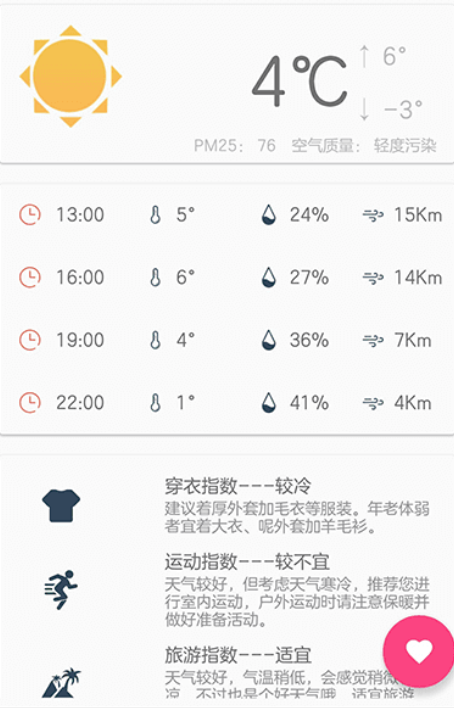 4℃
↑ 6°
↓ -3°
PM25: 76 空气质量: 轻度污染
13:00 5° 24% 15Km
16:00 6° 27% 14Km
19:00 4° 36% 7Km
22:00 1° 41% 4Km
穿衣指数---较冷
建议着厚外套加毛衣等服装。年老体弱
者宜着大衣、呢外套加羊毛衫。
运动指数---较不宜
天气较好，但考虑天气寒冷，推荐您进
行室内运动，户外运动时请注意保暖并
做好准备活动。
旅游指数---适宜
天气较好，气温稍低，会感觉稍微
凉，不过也是个好天气哦。适宜旅游